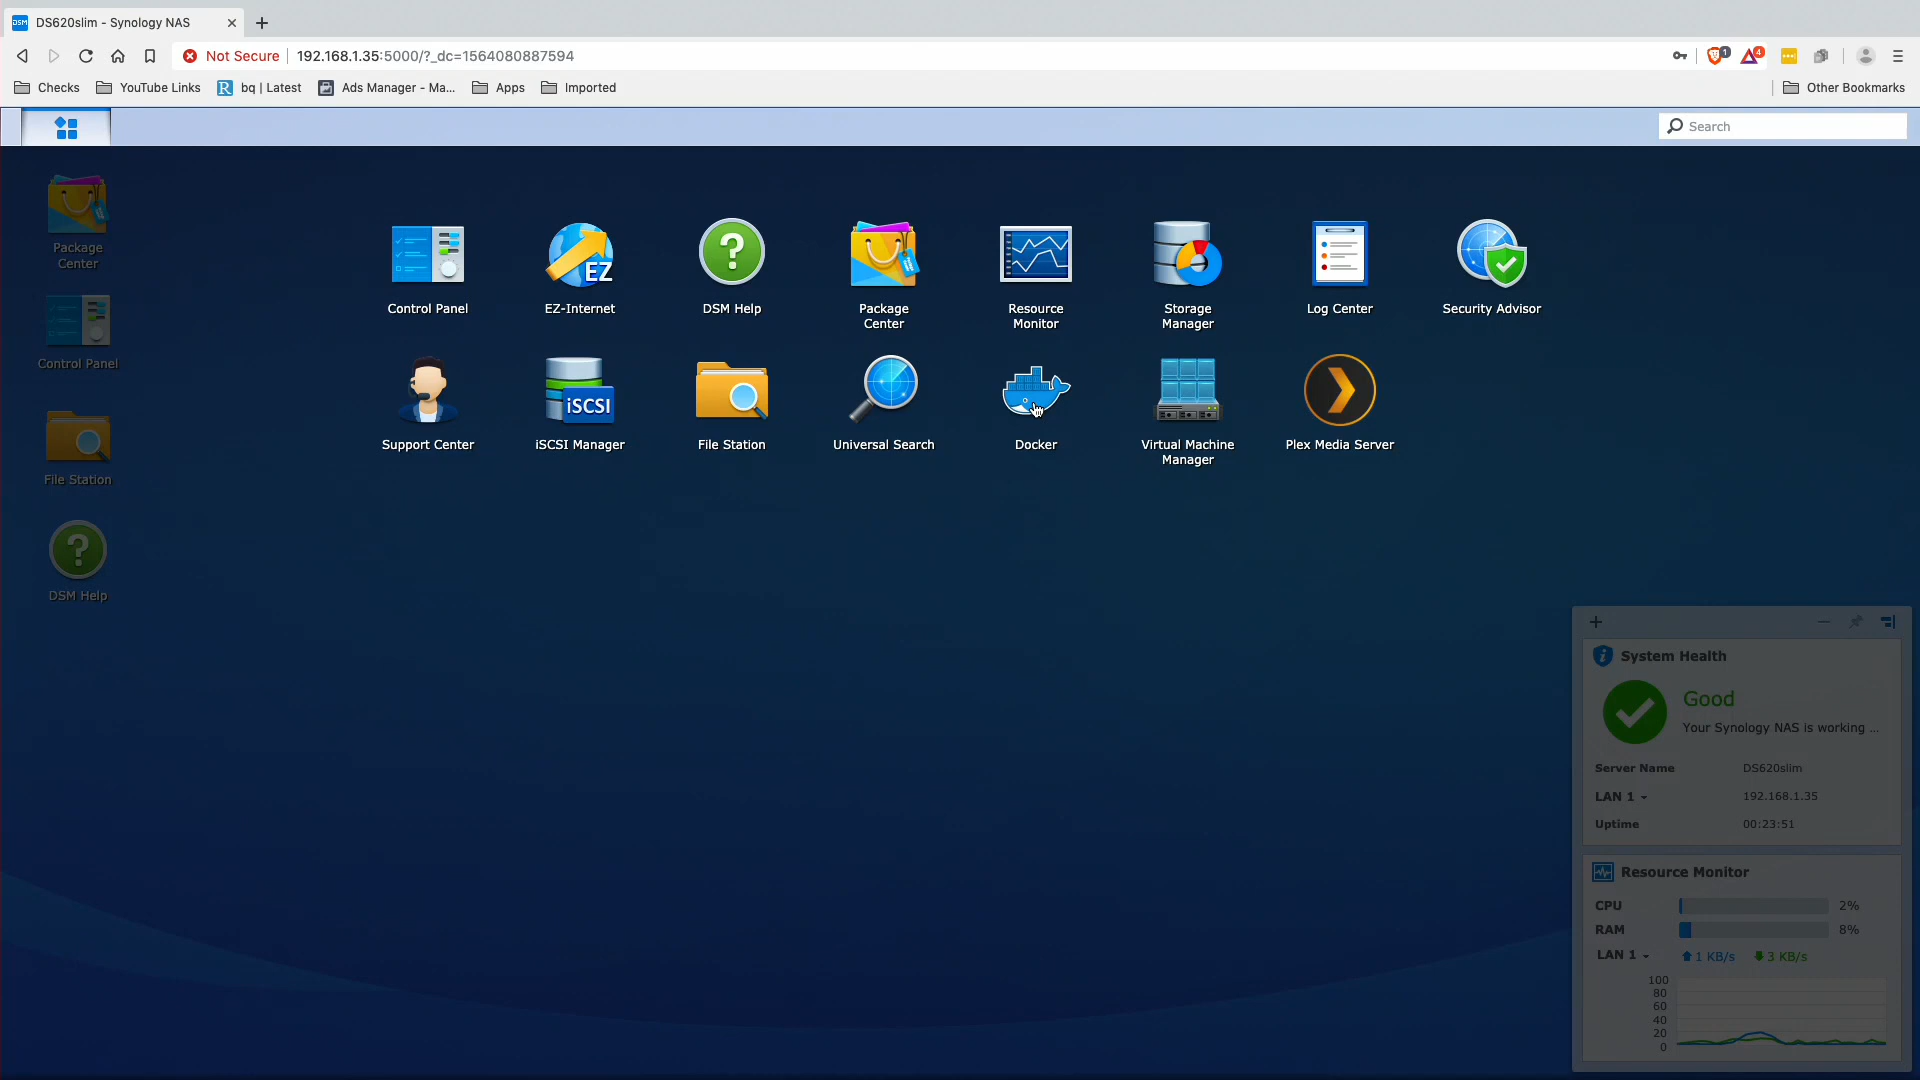 DSM
DS620slim - Synology NAS
Not Secure
192.168.1.35:5000/?_dc=1564080887594
1
4
Checks
YouTube Links
R
bq | Latest
Ads Manager - Ma...
Apps
Imported
Other Bookmarks
Search
Package
Center
Control Panel
File Station
DSM Help
Control Panel
EZ
EZ-Internet
DSM Help
Package
Center
Resource
Monitor
Storage
Manager
Log Center
Security Advisor
Support Center
iSCSI
iSCSI Manager
File Station
Universal Search
Docker
Virtual Machine
Manager
Plex Media Server
System Health
Good
Your Synology NAS is working ...
Server Name
DS620slim
LAN 1
192.168.1.35
Uptime
00:23:51
Resource Monitor
CPU
2%
RAM
8%
LAN 1
1 KB/s
3 KB/s
100
80
60
40
20
0